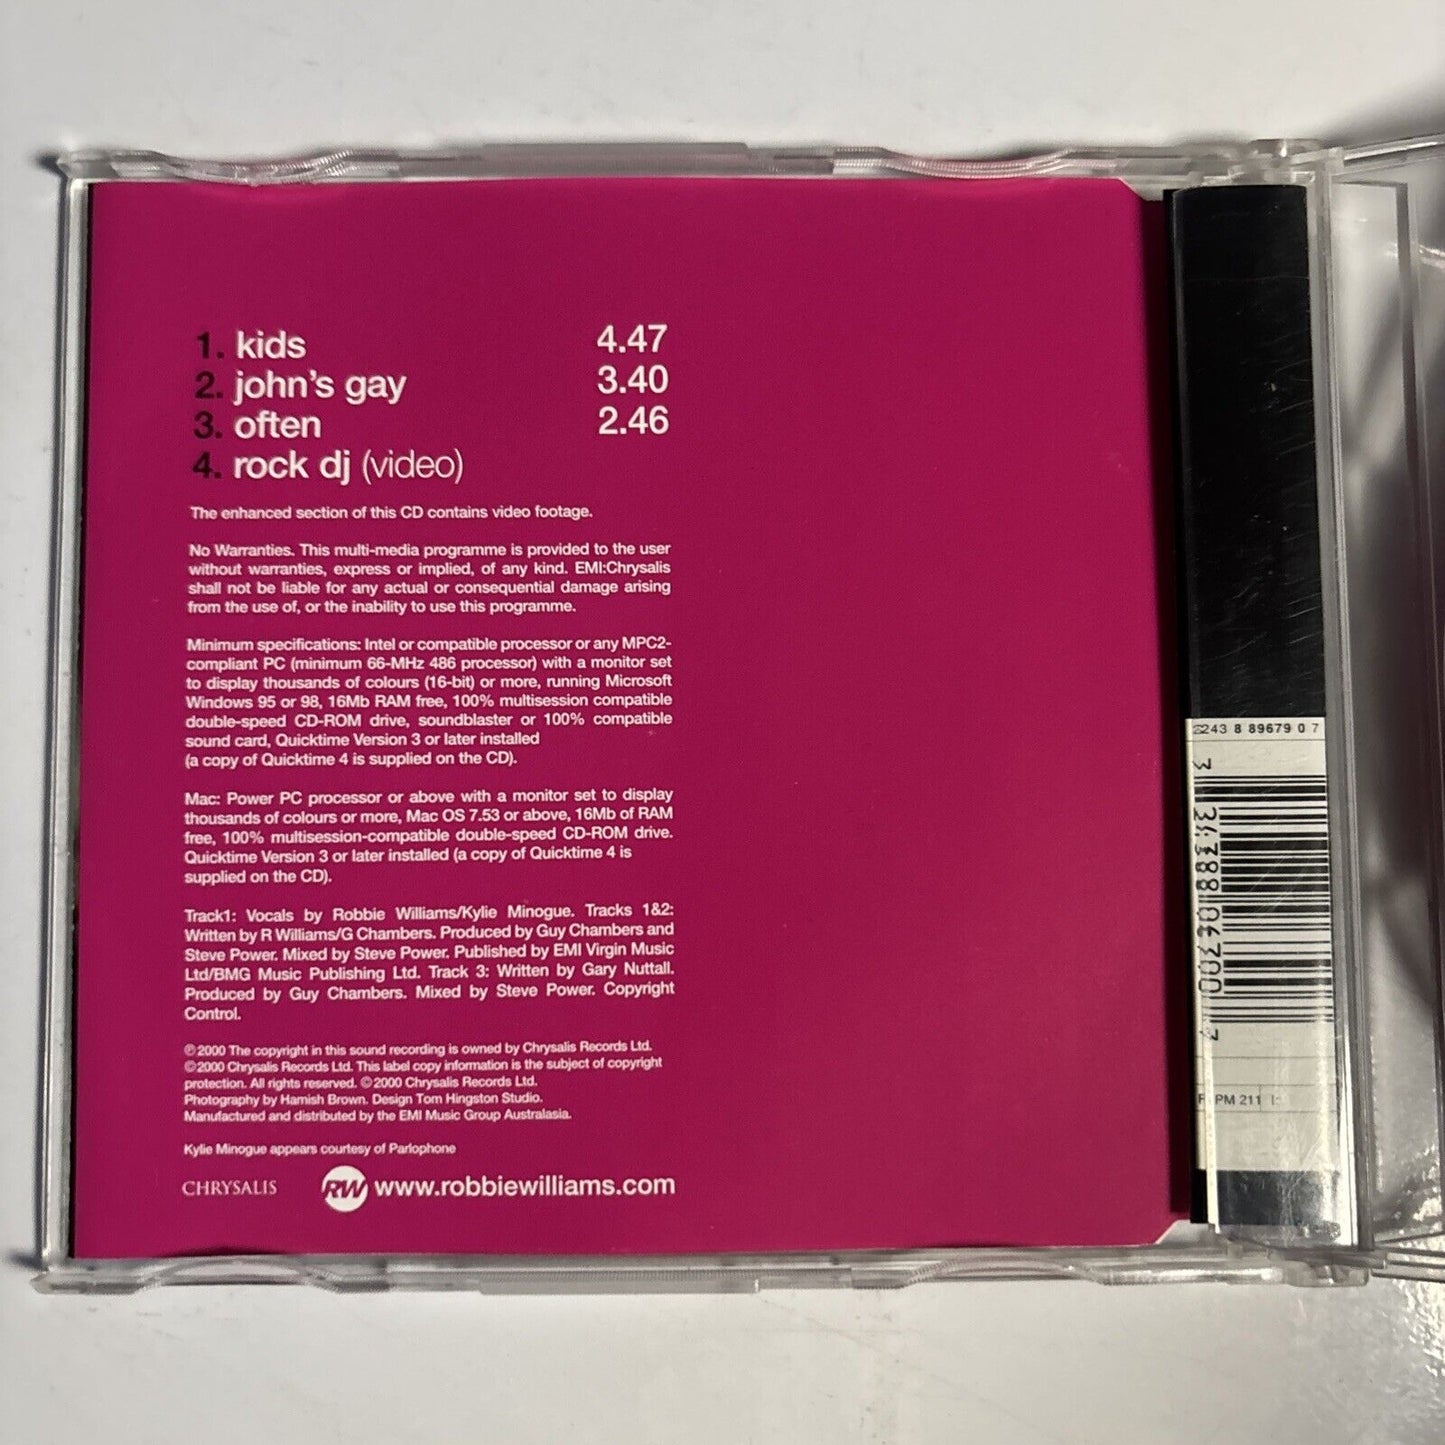 1. kids 4.47
2. john's gay 3.40
3. often 2.46
4. rock dj (video)
The enhanced section of this CD contains video footage.
No Warranties. This multi-media programme is provided to the user
without warranties, express or implied, of any kind. EMI:Chrysalis
shall not be liable for any actual or consequential damage arising
from the use of, or the inability to use this programme.
Minimum specifications: Intel or compatible processor or any MPC2-
compliant PC (minimum 66-MHz 486 processor) with a monitor set
to display thousands of colours (16-bit) or more, running Microsoft
Windows 95 or 98, 16Mb RAM free, 100% multisession compatible
double-speed CD-ROM drive, soundblaster or 100% compatible
sound card, Quicktime Version 3 or later installed
(a copy of Quicktime 4 is supplied on the CD).
Mac: Power PC processor or above with a monitor set to display
thousands of colours or more, Mac OS 7.53 or above, 16Mb of RAM
free, 100% multisession-compatible double-speed CD-ROM drive.
Quicktime Version 3 or later installed (a copy of Quicktime 4 is
supplied on the CD).
Track1: Vocals by Robbie Williams/Kylie Minogue. Tracks 1&2:
Written by R Williams/G Chambers. Produced by Guy Chambers and
Steve Power. Mixed by Steve Power. Published by EMI Virgin Music
Ltd/BMG Music Publishing Ltd. Track 3: Written by Gary Nuttall.
Produced by Guy Chambers. Mixed by Steve Power. Copyright
Control.
℗2000 The copyright in this sound recording is owned by Chrysalis Records Ltd.
©2000 Chrysalis Records Ltd. This label copy information is the subject of copyright
protection. All rights reserved. ©2000 Chrysalis Records Ltd.
Photography by Hamish Brown. Design Tom Hingston Studio.
Manufactured and distributed by the EMI Music Group Australasia.
Kylie Minogue appears courtesy of Parlophone
CHRYSALIS RW www.robbiewilliams.com
243 8 89679 0 7
PM 211